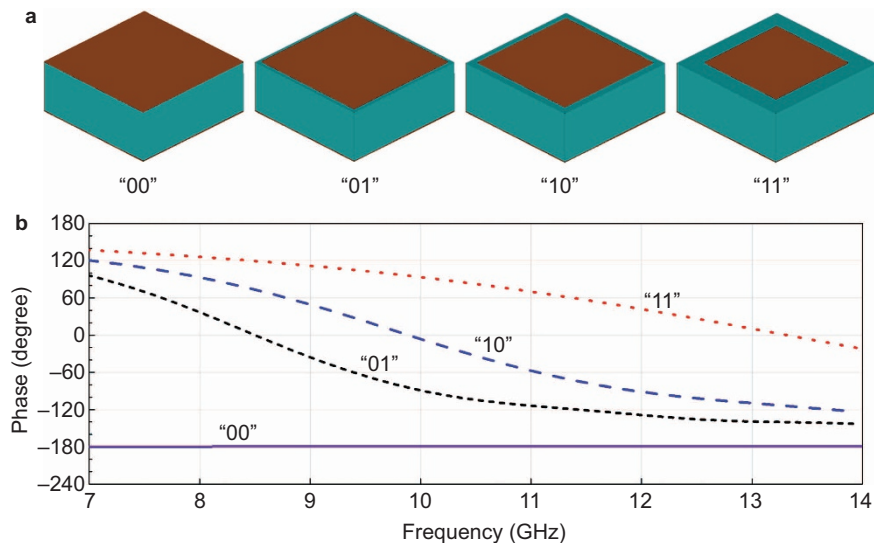 a
“00” “01” “10” “11”
b
180
120
60
0
–60
–120
–180
–240
Phase (degree)
“11”
“10”
“01”
“00”
7 8 9 10 11 12 13 14
Frequency (GHz)